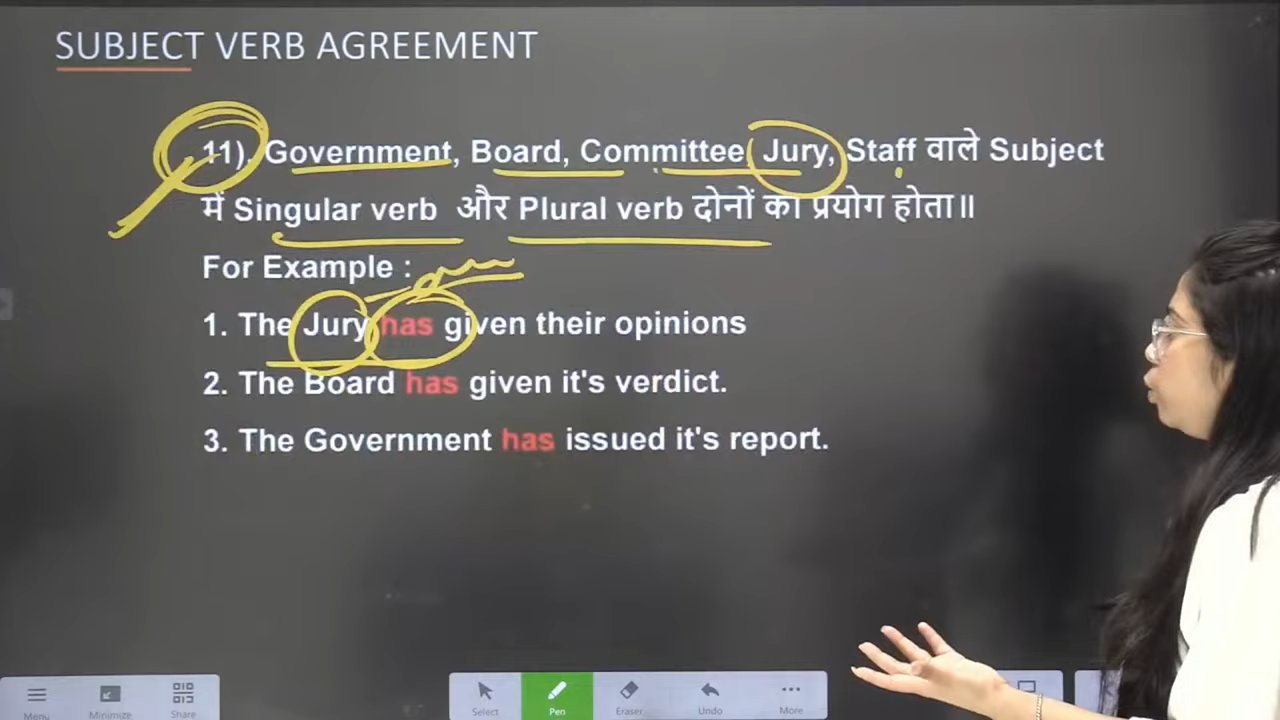 SUBJECT VERB AGREEMENT
11). Government, Board, Committee, Jury, Staff वाले Subject
में Singular verb और Plural verb दोनों का प्रयोग होता॥
For Example :
1. The Jury has given their opinions
2. The Board has given it's verdict.
3. The Government has issued it's report.
Menu
Minimize
Share
Select
Pen
Eraser
Undo
More